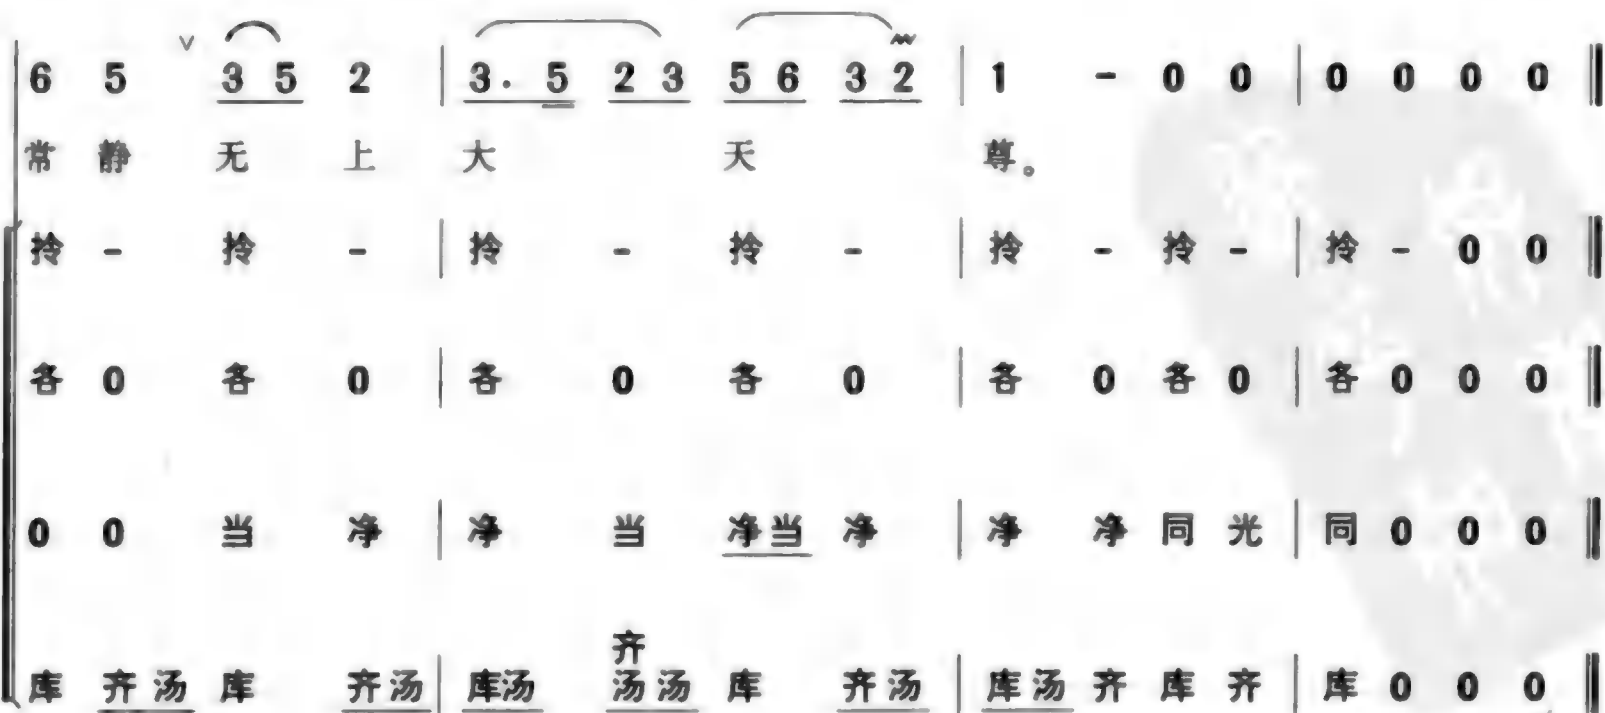 6 5 ∨ 3 5 2 | 3. 5 2 3 5 6 3 2 | 1 - 0 0 | 0 0 0 0 ‖
常 静 无 上 大 天 尊。
拎 - 拎 - | 拎 - 拎 - | 拎 - 拎 - | 拎 - 0 0 ‖
各 0 各 0 | 各 0 各 0 | 各 0 各 0 | 各 0 0 0 ‖
0 0 当 净 | 净 当 净当 净 | 净 净 同 光 | 同 0 0 0 ‖
齐
库 齐汤 库 齐汤 | 库汤 汤汤 库 齐汤 | 库汤 齐 库 齐 | 库 0 0 0 ‖